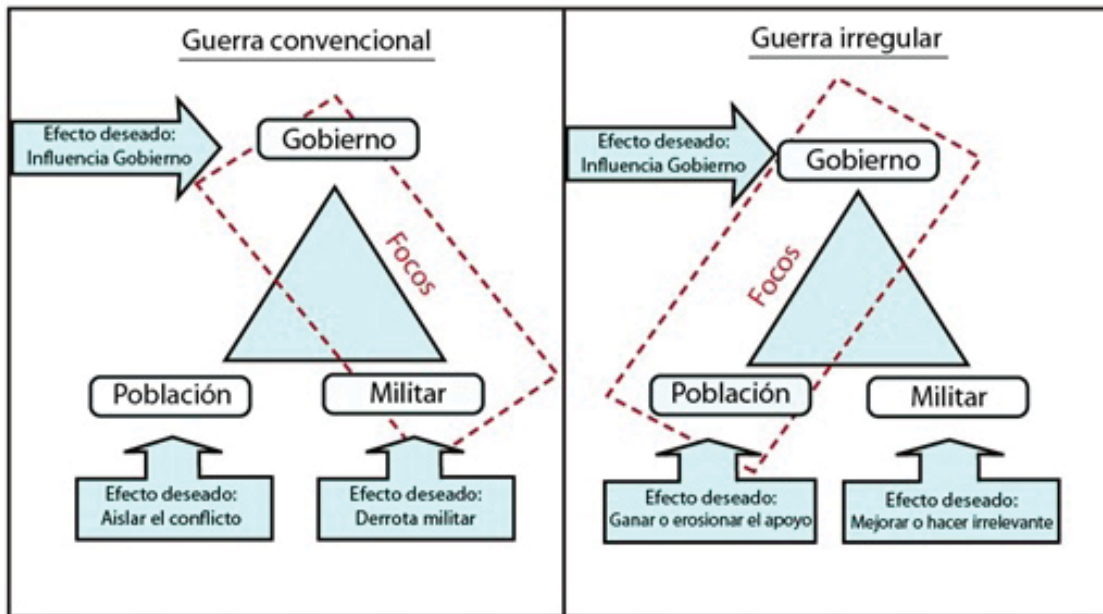 Guerra convencional
Efecto deseado:
Influencia Gobierno
Gobierno
Focos
Población
Militar
Efecto deseado:
Aislar el conflicto
Efecto deseado:
Derrota militar
Guerra irregular
Efecto deseado:
Influencia Gobierno
Gobierno
Focos
Población
Militar
Efecto deseado:
Ganar o erosionar el apoyo
Efecto deseado:
Mejorar o hacer irrelevante